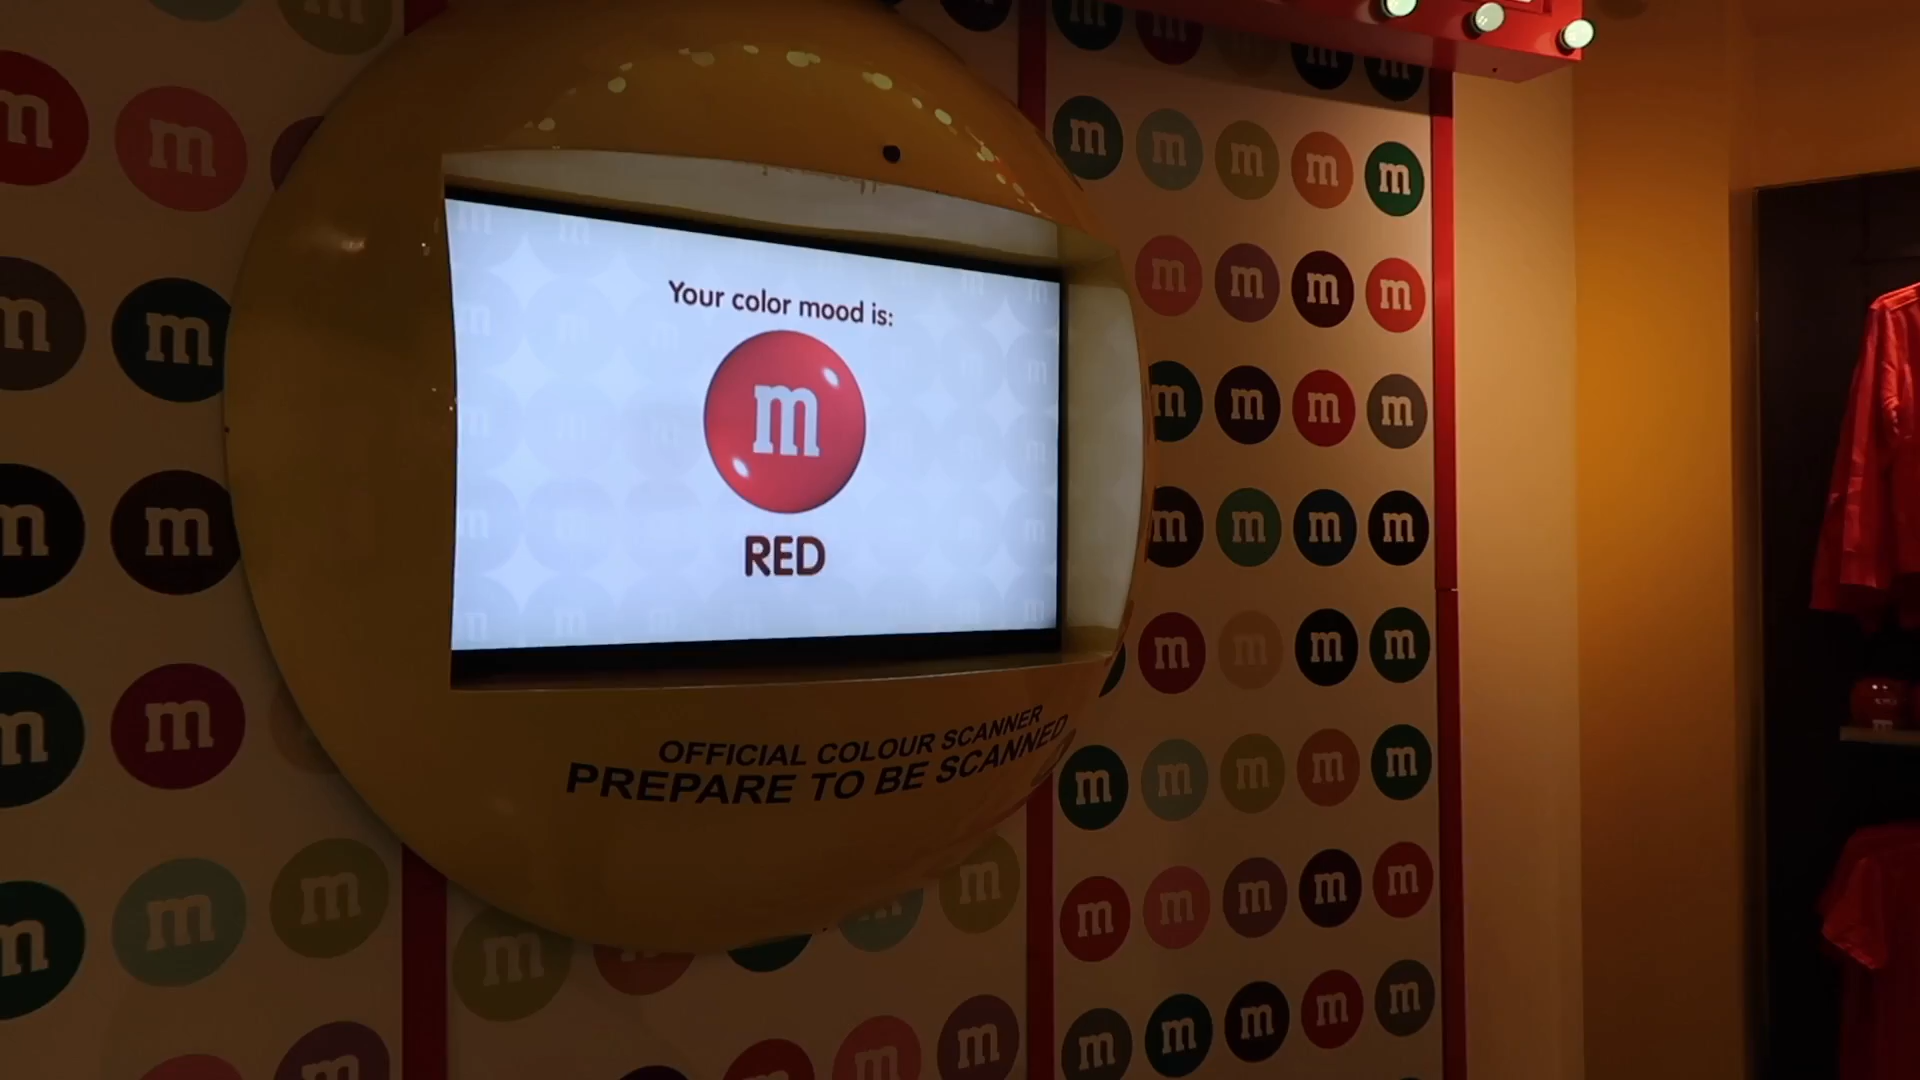 Your color mood is:
m
RED
OFFICIAL COLOUR SCANNER
PREPARE TO BE SCANNED